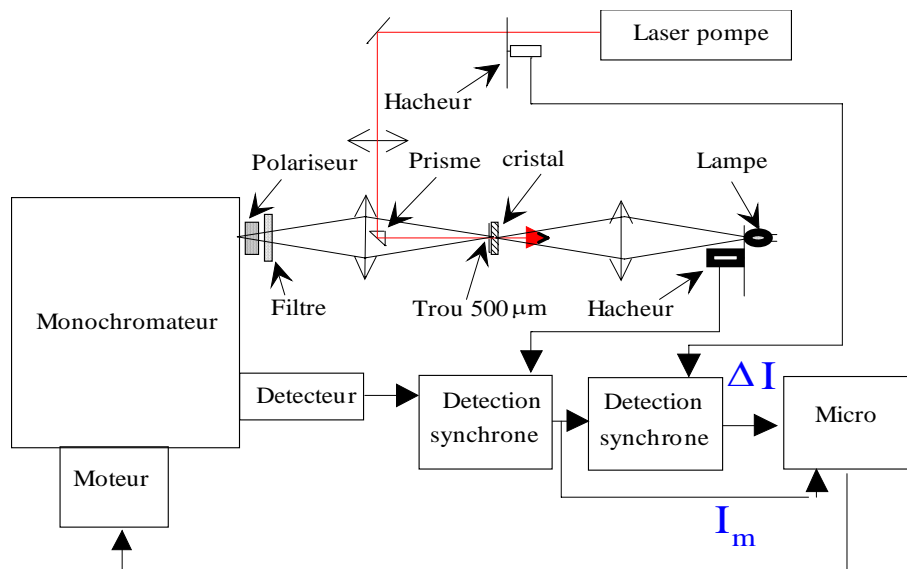 Laser pompe
Hacheur
Polariseur
Prisme
cristal
Lampe
Filtre
Trou 500 μm
Hacheur
Monochromateur
Detecteur
Detection
synchrone
Detection
synchrone
ΔI
Micro
Moteur
I_m